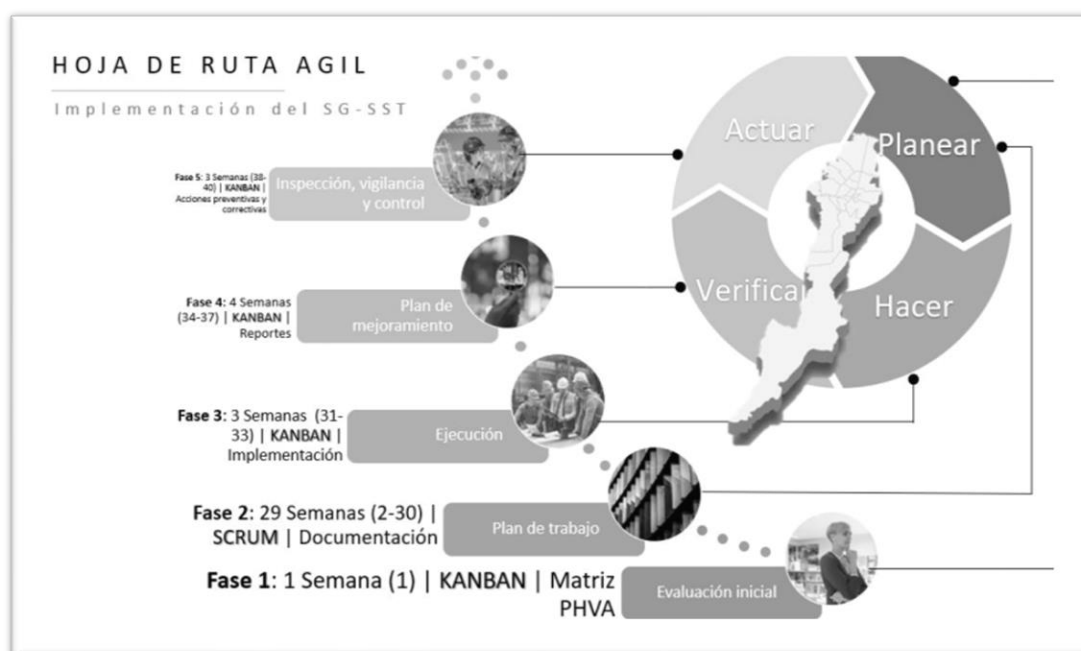 HOJA DE RUTA AGIL
Implementación del SG-SST
Actuar
Planear
Verifica
Hacer
Fase 5: 3 Semanas (38-
40) | KANBAN |
Acciones preventivas y
correctivas
Inspección, vigilancia
y control
Fase 4: 4 Semanas
(34-37) | KANBAN |
Reportes
Plan de
mejoramiento
Fase 3: 3 Semanas (31-
33) | KANBAN |
Implementación
Ejecución
Fase 2: 29 Semanas (2-30) |
SCRUM | Documentación
Plan de trabajo
Fase 1: 1 Semana (1) | KANBAN | Matriz
PHVA
Evaluación inicial